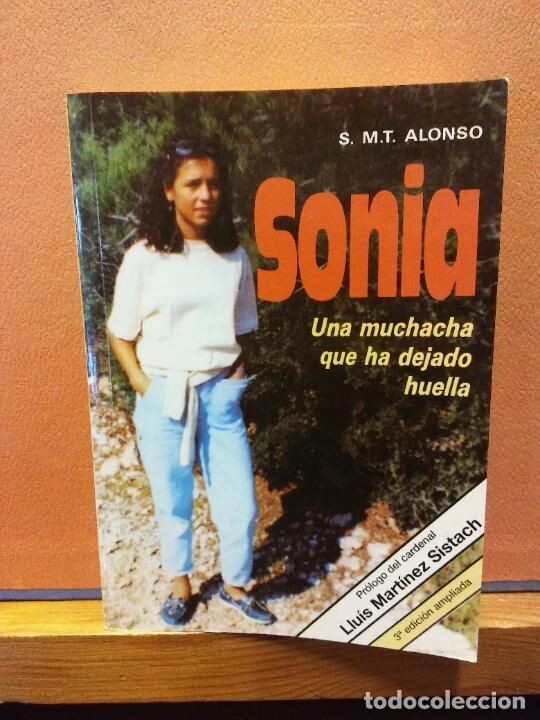 S. M.T. ALONSO
Sonia
Una muchacha
que ha dejado
huella
Prólogo del cardenal
Lluís Martínez Sistach
3ª edición ampliada
todocoleccion